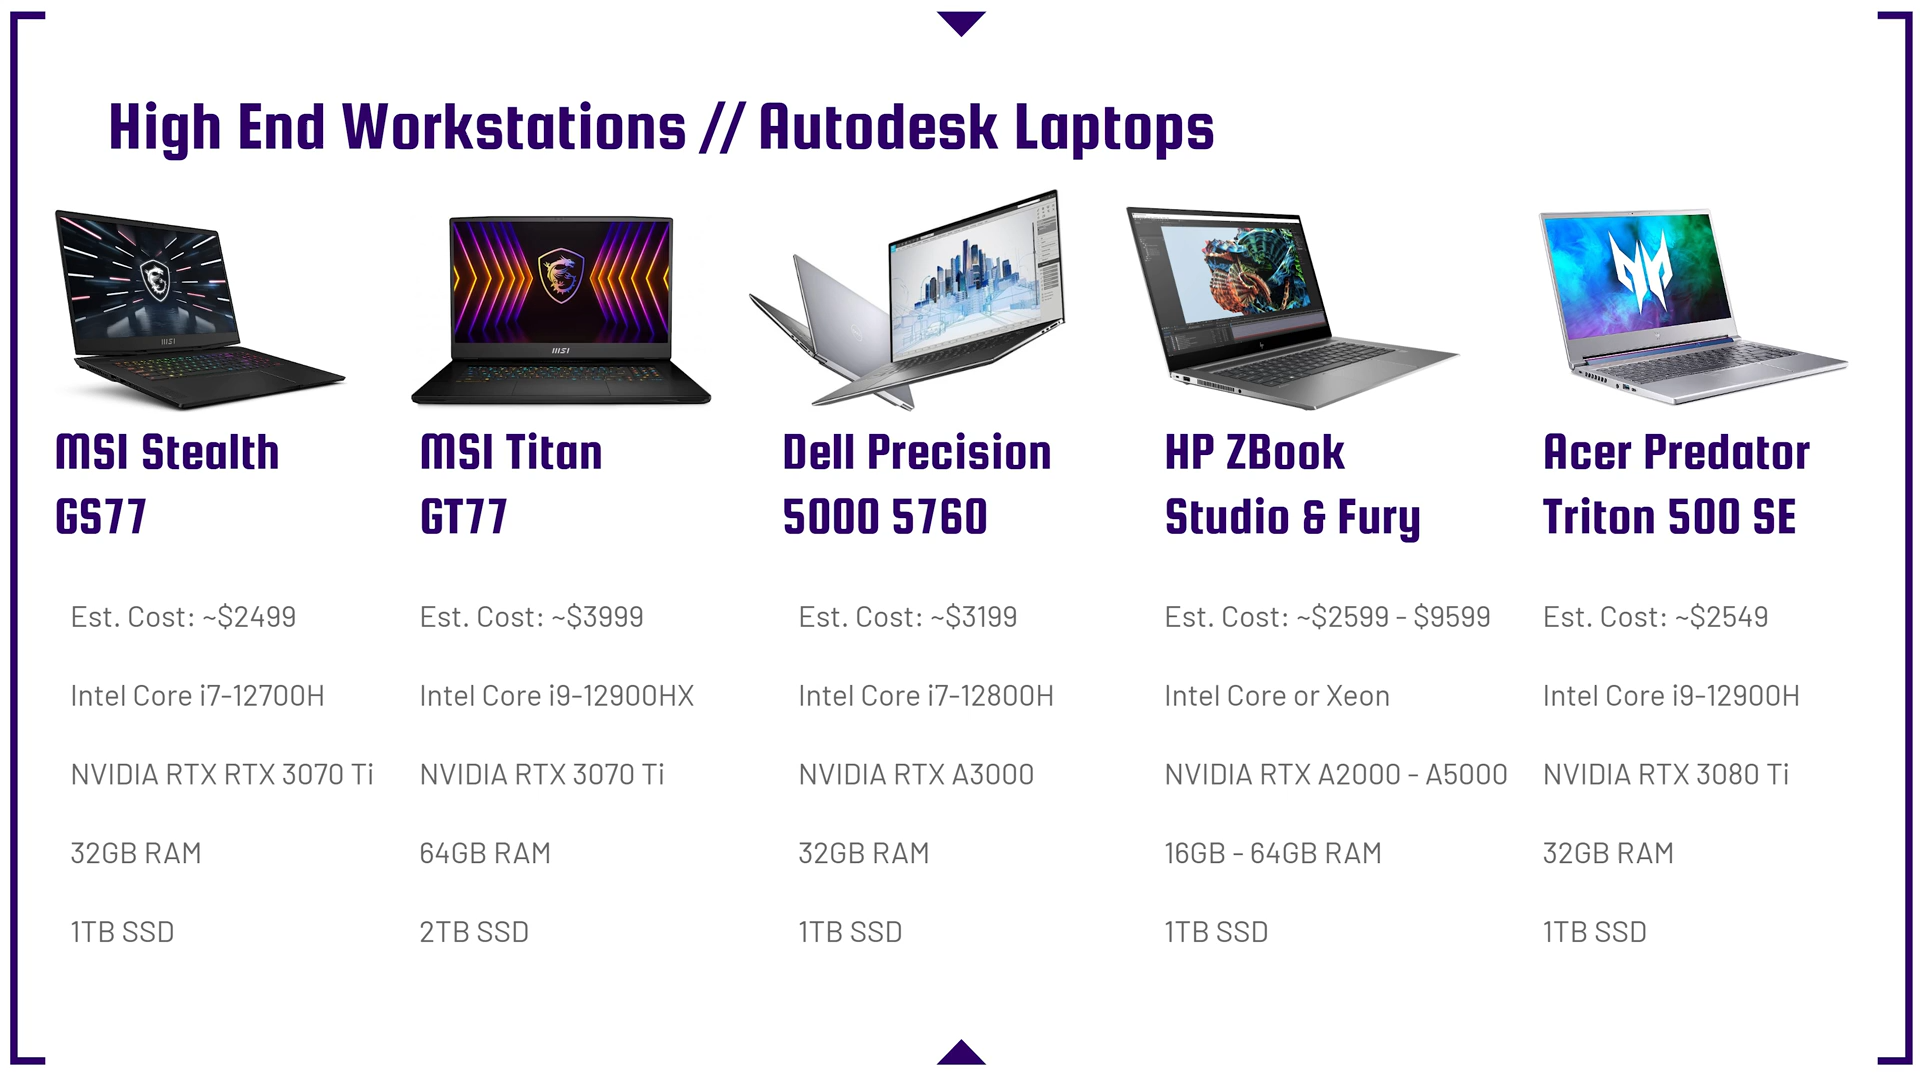 High End Workstations // Autodesk Laptops
msi
msi
MSI Stealth
GS77
Est. Cost: ~$2499
Intel Core i7-12700H
NVIDIA RTX RTX 3070 Ti
32GB RAM
1TB SSD
MSI Titan
GT77
Est. Cost: ~$3999
Intel Core i9-12900HX
NVIDIA RTX 3070 Ti
64GB RAM
2TB SSD
Dell Precision
5000 5760
Est. Cost: ~$3199
Intel Core i7-12800H
NVIDIA RTX A3000
32GB RAM
1TB SSD
HP ZBook
Studio & Fury
Est. Cost: ~$2599 - $9599
Intel Core or Xeon
NVIDIA RTX A2000 - A5000
16GB - 64GB RAM
1TB SSD
Acer Predator
Triton 500 SE
Est. Cost: ~$2549
Intel Core i9-12900H
NVIDIA RTX 3080 Ti
32GB RAM
1TB SSD